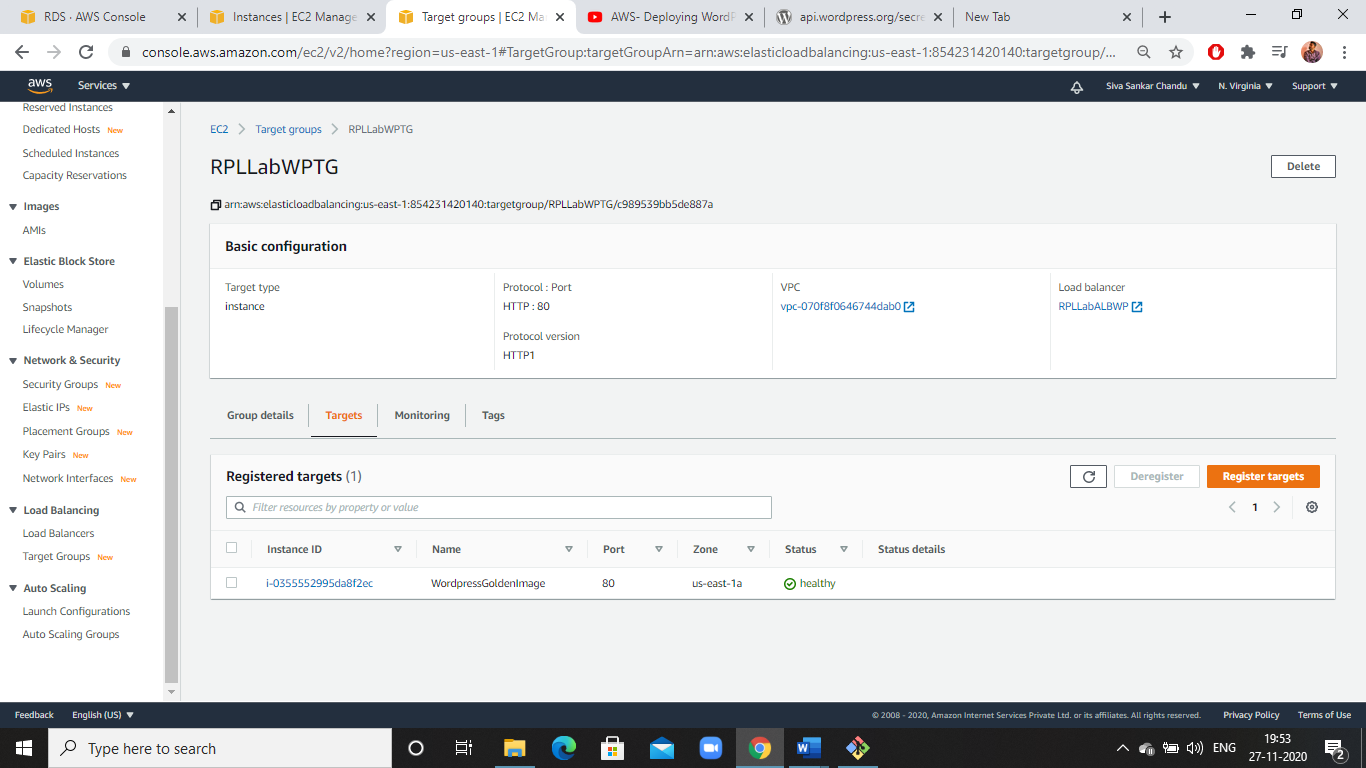 RDS · AWS Console
Instances | EC2 Manage
Target groups | EC2 Ma
AWS- Deploying WordP
api.wordpress.org/secre
New Tab
console.aws.amazon.com/ec2/v2/home?region=us-east-1#TargetGroup:targetGroupArn=arn:aws:elasticloadbalancing:us-east-1:854231420140:targetgroup/...
aws
Services
Siva Sankar Chandu
N. Virginia
Support
Reserved Instances
Dedicated Hosts New
Scheduled Instances
Capacity Reservations
Images
AMIs
Elastic Block Store
Volumes
Snapshots
Lifecycle Manager
Network & Security
Security Groups New
Elastic IPs New
Placement Groups New
Key Pairs New
Network Interfaces New
Load Balancing
Load Balancers
Target Groups New
Auto Scaling
Launch Configurations
Auto Scaling Groups
EC2 > Target groups > RPLLabWPTG
RPLLabWPTG
Delete
arn:aws:elasticloadbalancing:us-east-1:854231420140:targetgroup/RPLLabWPTG/c989539bb5de887a
Basic configuration
Target type
instance
Protocol : Port
HTTP : 80
Protocol version
HTTP1
VPC
vpc-070f8f0646744dab0
Load balancer
RPLLabALBWP
Group details
Targets
Monitoring
Tags
Registered targets (1)
Deregister
Register targets
Filter resources by property or value
1
Instance ID
Name
Port
Zone
Status
Status details
i-0355552995da8f2ec
WordpressGoldenImage
80
us-east-1a
healthy
Feedback
English (US)
© 2008 - 2020, Amazon Internet Services Private Ltd. or its affiliates. All rights reserved.
Privacy Policy
Terms of Use
Type here to search
ENG
19:53
27-11-2020
2